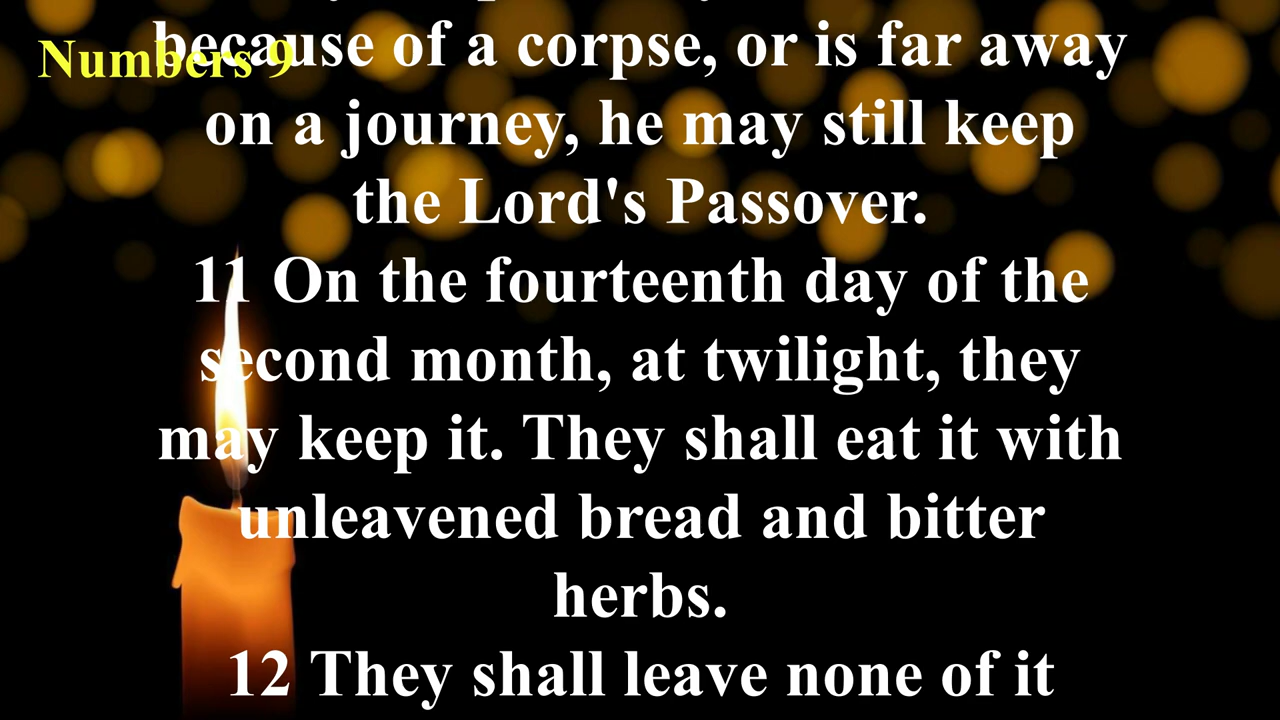 Numbers 9
because of a corpse, or is far away
on a journey, he may still keep
the Lord's Passover.
11 On the fourteenth day of the
second month, at twilight, they
may keep it. They shall eat it with
unleavened bread and bitter
herbs.
12 They shall leave none of it